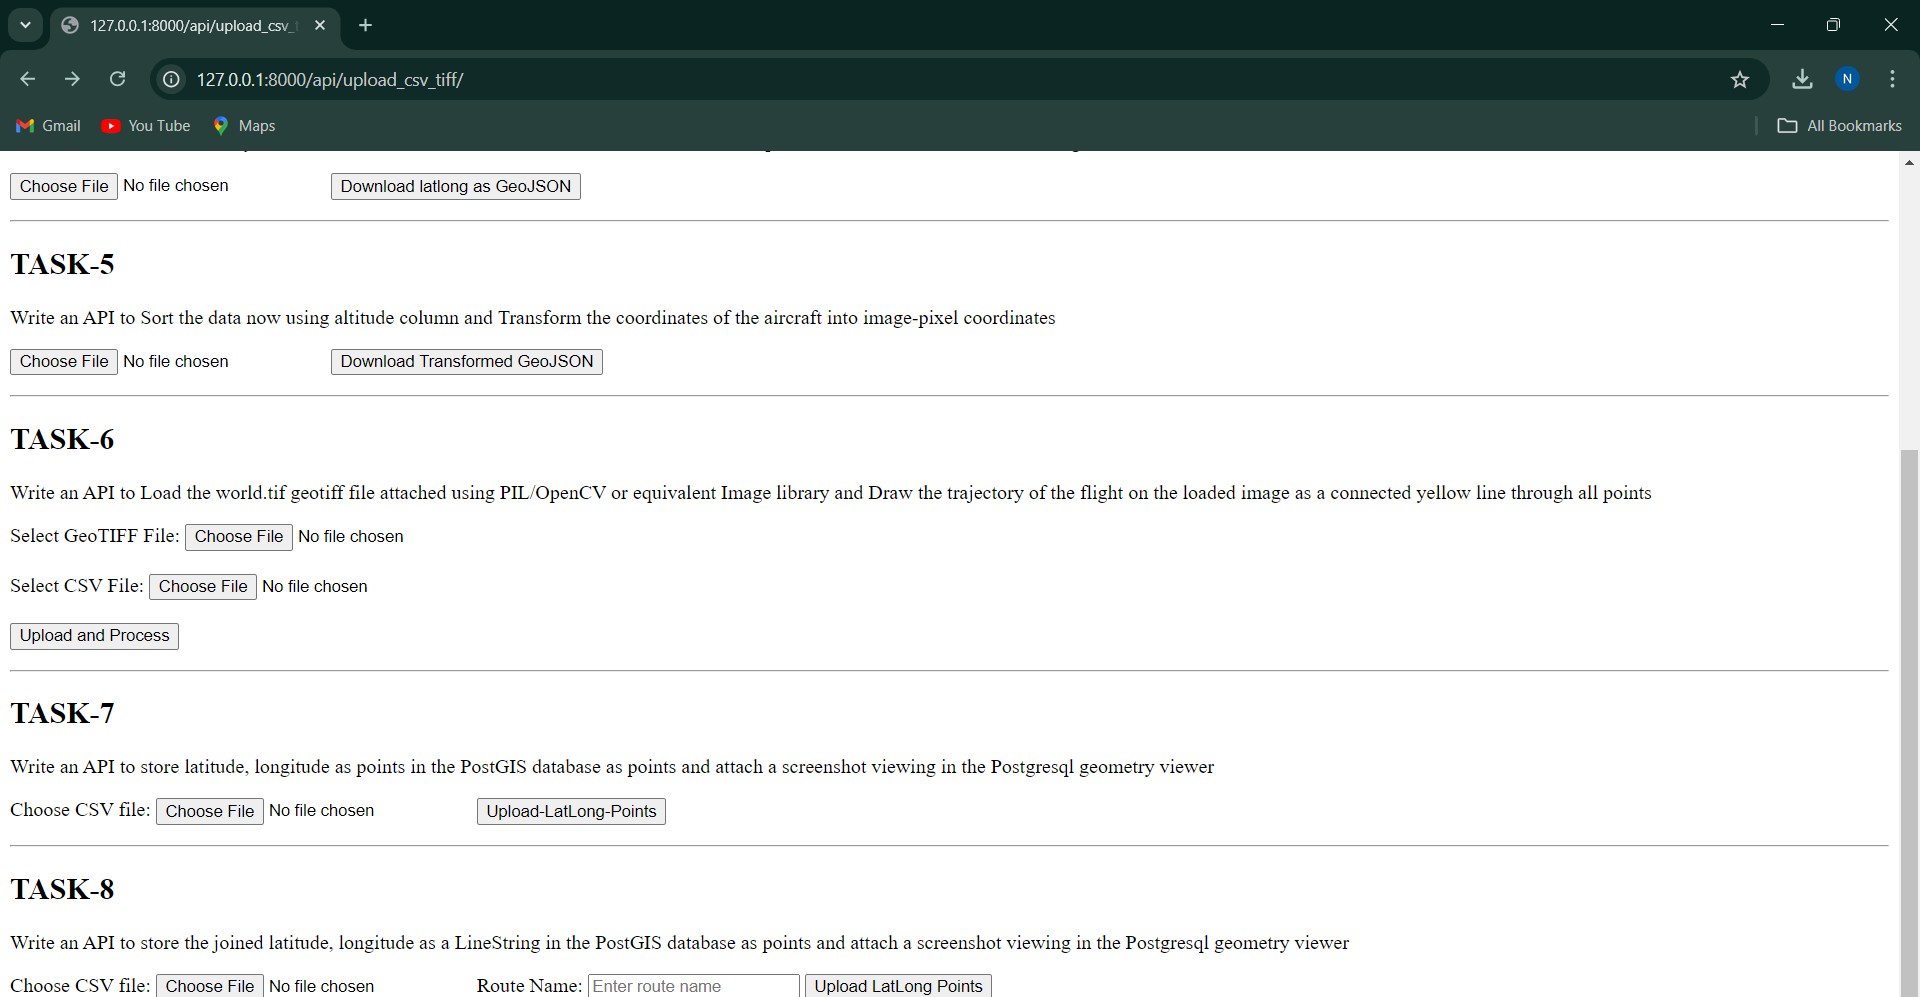 127.0.0.1:8000/api/upload_csv_t
127.0.0.1:8000/api/upload_csv_tiff/
N
Gmail You Tube Maps All Bookmarks
Choose File No file chosen Download latlong as GeoJSON
TASK-5
Write an API to Sort the data now using altitude column and Transform the coordinates of the aircraft into image-pixel coordinates
Choose File No file chosen Download Transformed GeoJSON
TASK-6
Write an API to Load the world.tif geotiff file attached using PIL/OpenCV or equivalent Image library and Draw the trajectory of the flight on the loaded image as a connected yellow line through all points
Select GeoTIFF File: Choose File No file chosen
Select CSV File: Choose File No file chosen
Upload and Process
TASK-7
Write an API to store latitude, longitude as points in the PostGIS database as points and attach a screenshot viewing in the Postgresql geometry viewer
Choose CSV file: Choose File No file chosen Upload-LatLong-Points
TASK-8
Write an API to store the joined latitude, longitude as a LineString in the PostGIS database as points and attach a screenshot viewing in the Postgresql geometry viewer
Choose CSV file: Choose File No file chosen Route Name: Enter route name Upload LatLong Points